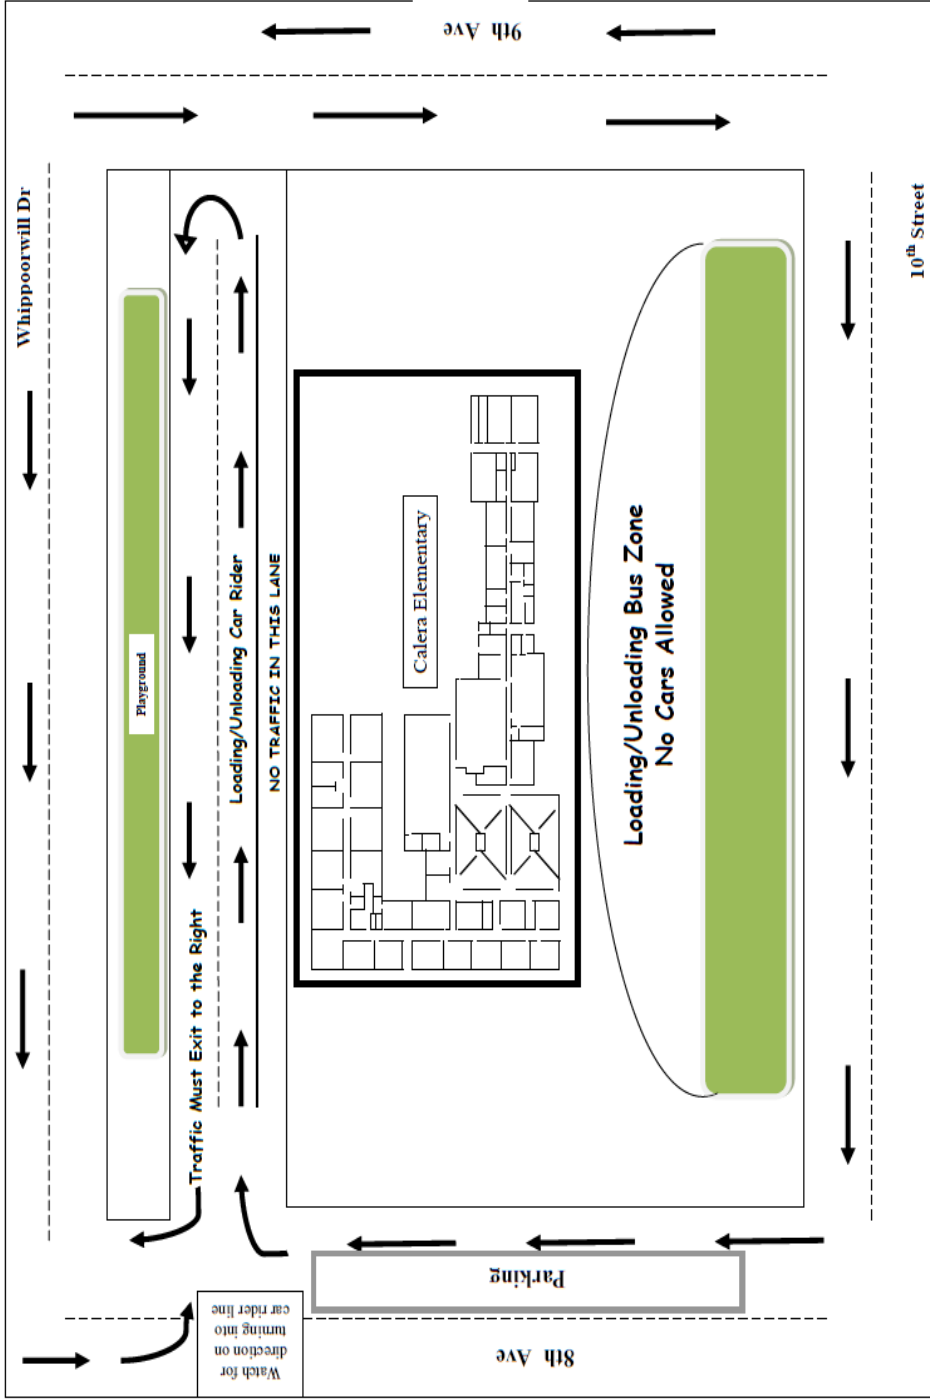 9th Ave
Whippoorwill Dr
10th Street
Playground
Loading/Unloading Car Rider
NO TRAFFIC IN THIS LANE
Calera Elementary
Loading/Unloading Bus Zone
No Cars Allowed
Traffic Must Exit to the Right
Parking
Watch for
direction on
turning into
car rider line
8th Ave